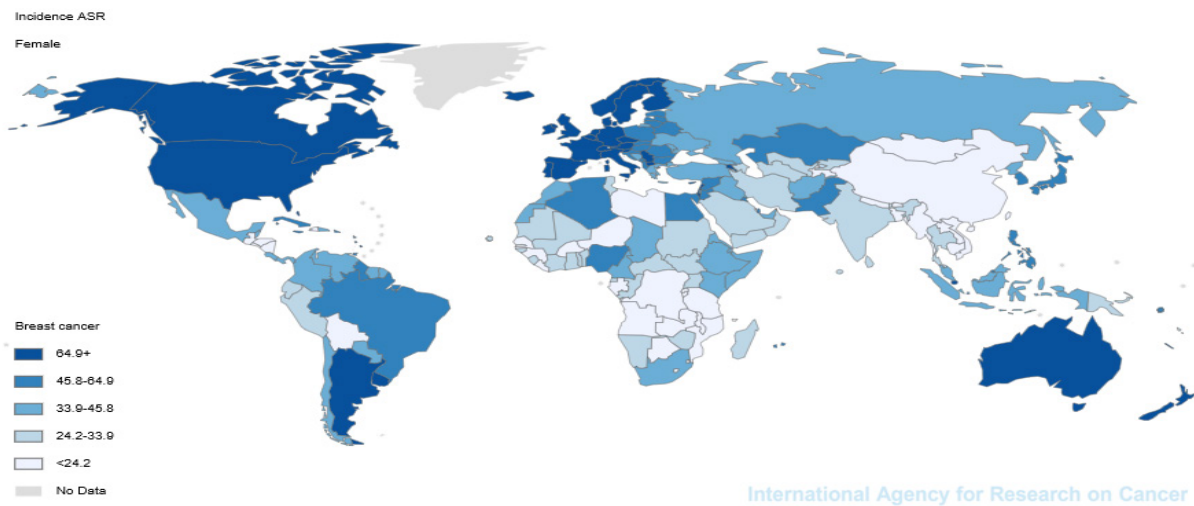 Incidence ASR
Female
Breast cancer
64.9+
45.8-64.9
33.9-45.8
24.2-33.9
<24.2
No Data
International Agency for Research on Cancer